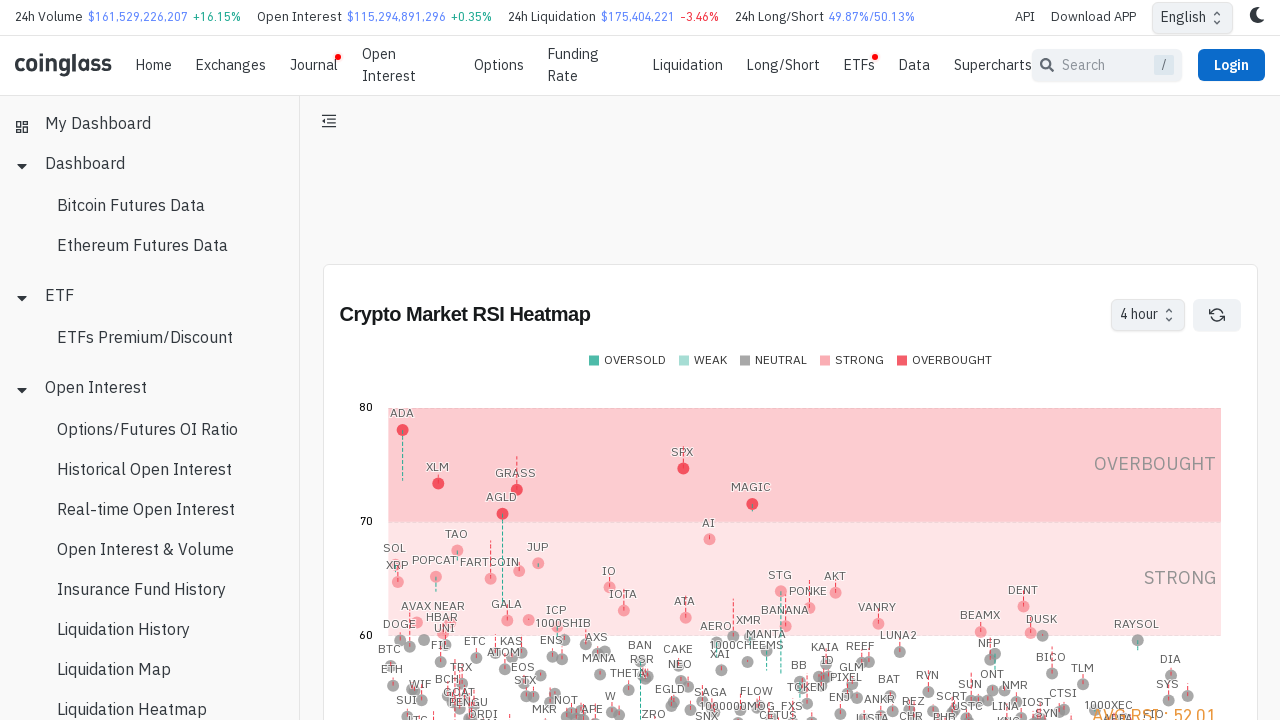 24h Volume $161,529,226,207 +16.15% Open Interest $115,294,891,296 +0.35% 24h Liquidation $175,404,221 -3.46% 24h Long/Short 49.87%/50.13% API Download APP English
coinglass Home Exchanges Journal Open Interest Options Funding Rate Liquidation Long/Short ETFs Data Supercharts Search / Login
My Dashboard
Dashboard
Bitcoin Futures Data
Ethereum Futures Data
ETF
ETFs Premium/Discount
Open Interest
Options/Futures OI Ratio
Historical Open Interest
Real-time Open Interest
Open Interest & Volume
Insurance Fund History
Liquidation History
Liquidation Map
Liquidation Heatmap
Crypto Market RSI Heatmap 4 hour
OVERSOLD WEAK NEUTRAL STRONG OVERBOUGHT
80
ADA
XLM GRASS SPX OVERBOUGHT
AGLD MAGIC
70
AI
TAO
SOL JUP
XRP POPCAT FARTCOIN IO STG AKT STRONG
IOTA PONKE DENT
AVAX NEAR GALA ICP ATA BANANA VANRY
DOGE HBAR 1000SHIB AERO XMR BEAMX DUSK RAYSOL
60
UNI MANTA LUNA2
BTC FIL ETC KAS ENS AXS BAN 1000CHEEMS KAIA REEF NFP
ETH TRX ATOM MANA RSR CAKE XAI ID BICO DIA
BCH EOS THETA NEO BB GLM RVN ONT TLM
WIF STX PIXEL BAT SUN NMR SYS
SUI GOAT NOT W EGLD SAGA FLOW TOKEN ENJ ANKR REZ SCRT CTSI
PENGU MKR APE 1000000MOG FXS USTC LINA IOST 1000XEC
ZRO SNX CETUS CHR SYN AVG RSI: 52.01